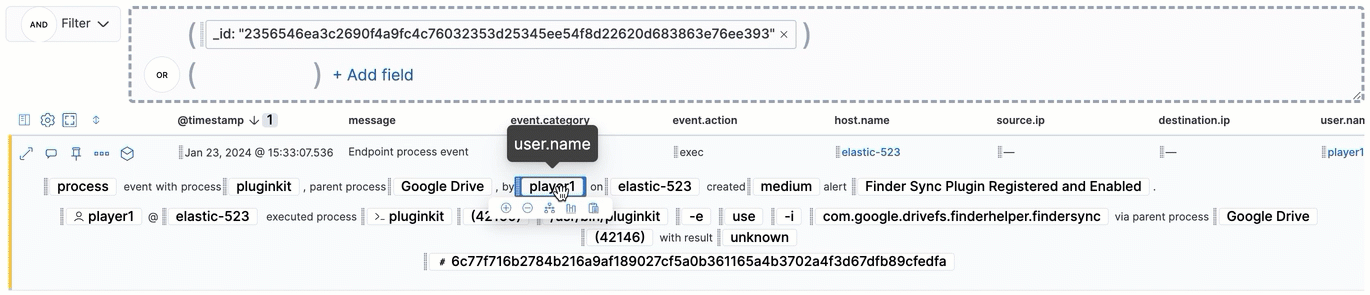 AND Filter
( _id: "2356546ea3c2690f4a9fc4c76032353d25345ee54f8d22620d683863e76ee393" × )
OR ( ) + Add field
@timestamp ↓ 1 message event.category event.action host.name source.ip destination.ip user.nan
user.name
Jan 23, 2024 @ 15:33:07.536 Endpoint process event exec elastic-523 — — player1
process event with process pluginkit , parent process Google Drive , by player1 on elastic-523 created medium alert Finder Sync Plugin Registered and Enabled .
player1 @ elastic-523 executed process >_ pluginkit /usr/bin/pluginkit -e use -i com.google.drivefs.finderhelper.findersync via parent process Google Drive
(42146) with result unknown
# 6c77f716b2784b216a9af189027cf5a0b361165a4b3702a4f3d67dfb89cfedfa